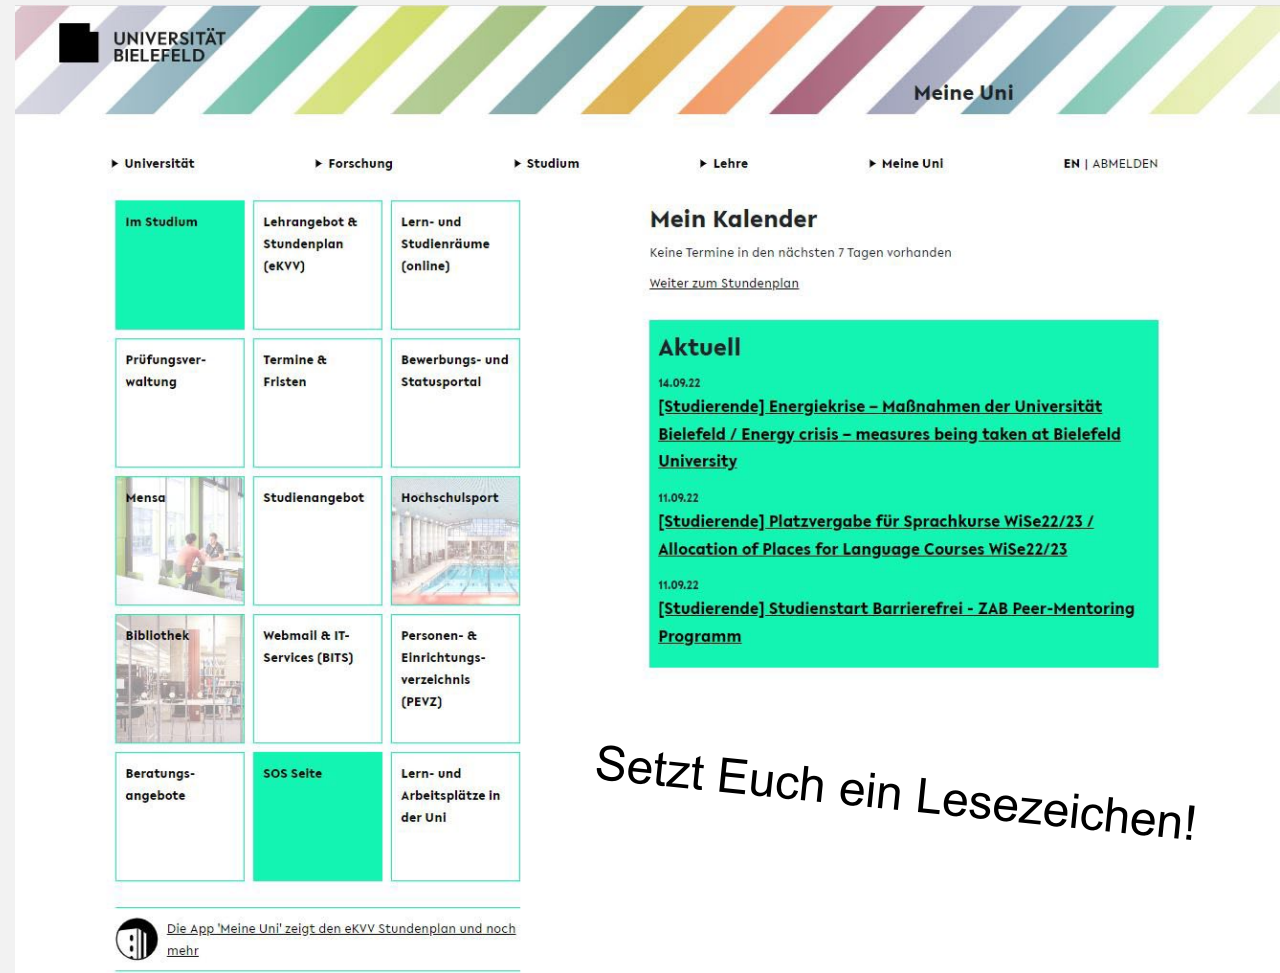 UNIVERSITÄT
BIELEFELD
Meine Uni
Universität
Forschung
Studium
Lehre
Meine Uni
EN | ABMELDEN
Im Studium
Lehrangebot &
Stundenplan
(eKVV)
Lern- und
Studienräume
(online)
Prüfungsver-
waltung
Termine &
Fristen
Bewerbungs- und
Statusportal
Mensa
Studienangebot
Hochschulsport
Bibliothek
Webmail & IT-
Services (BITS)
Personen- &
Einrichtungs-
verzeichnis
(PEVZ)
Beratungs-
angebote
SOS Seite
Lern- und
Arbeitsplätze in
der Uni
Die App 'Meine Uni' zeigt den eKVV Stundenplan und noch
mehr
Mein Kalender
Keine Termine in den nächsten 7 Tagen vorhanden
Weiter zum Stundenplan
Aktuell
14.09.22
[Studierende] Energiekrise – Maßnahmen der Universität
Bielefeld / Energy crisis – measures being taken at Bielefeld
University
11.09.22
[Studierende] Platzvergabe für Sprachkurse WiSe22/23 /
Allocation of Places for Language Courses WiSe22/23
11.09.22
[Studierende] Studienstart Barrierefrei - ZAB Peer-Mentoring
Programm
Setzt Euch ein Lesezeichen!